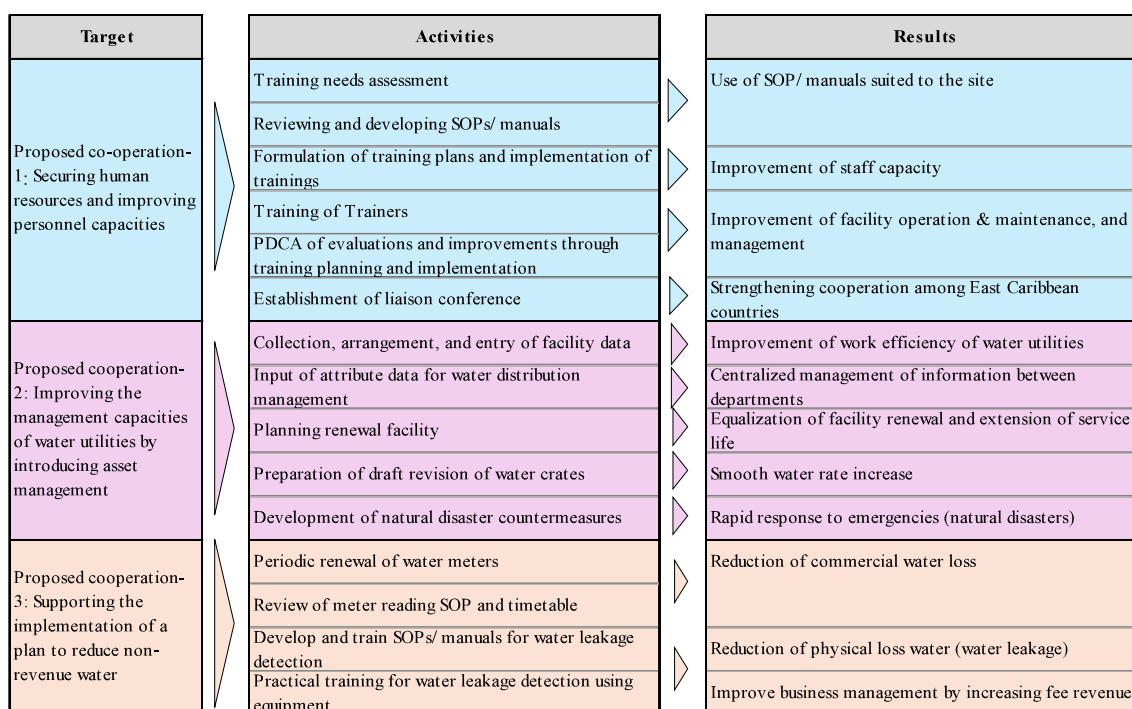 Target
Activities
Results
Proposed co-operation-
1: Securing human
resources and improving
personnel capacities
Training needs assessment
Reviewing and developing SOPs/ manuals
Formulation of training plans and implementation of
trainings
Training of Trainers
PDCA of evaluations and improvements through
training planning and implementation
Establishment of liaison conference
Use of SOP/ manuals suited to the site
Improvement of staff capacity
Improvement of facility operation & maintenance, and
management
Strengthening cooperation among East Caribbean
countries
Proposed cooperation-
2: Improving the
management capacities
of water utilities by
introducing asset
management
Collection, arrangement, and entry of facility data
Input of attribute data for water distribution
management
Planning renewal facility
Preparation of draft revision of water crates
Development of natural disaster countermeasures
Improvement of work efficiency of water utilities
Centralized management of information between
departments
Equalization of facility renewal and extension of service
life
Smooth water rate increase
Rapid response to emergencies (natural disasters)
Proposed cooperation-
3: Supporting the
implementation of a
plan to reduce non-
revenue water
Periodic renewal of water meters
Review of meter reading SOP and timetable
Develop and train SOPs/ manuals for water leakage
detection
Practical training for water leakage detection using
equipment
Reduction of commercial water loss
Reduction of physical loss water (water leakage)
Improve business management by increasing fee revenue